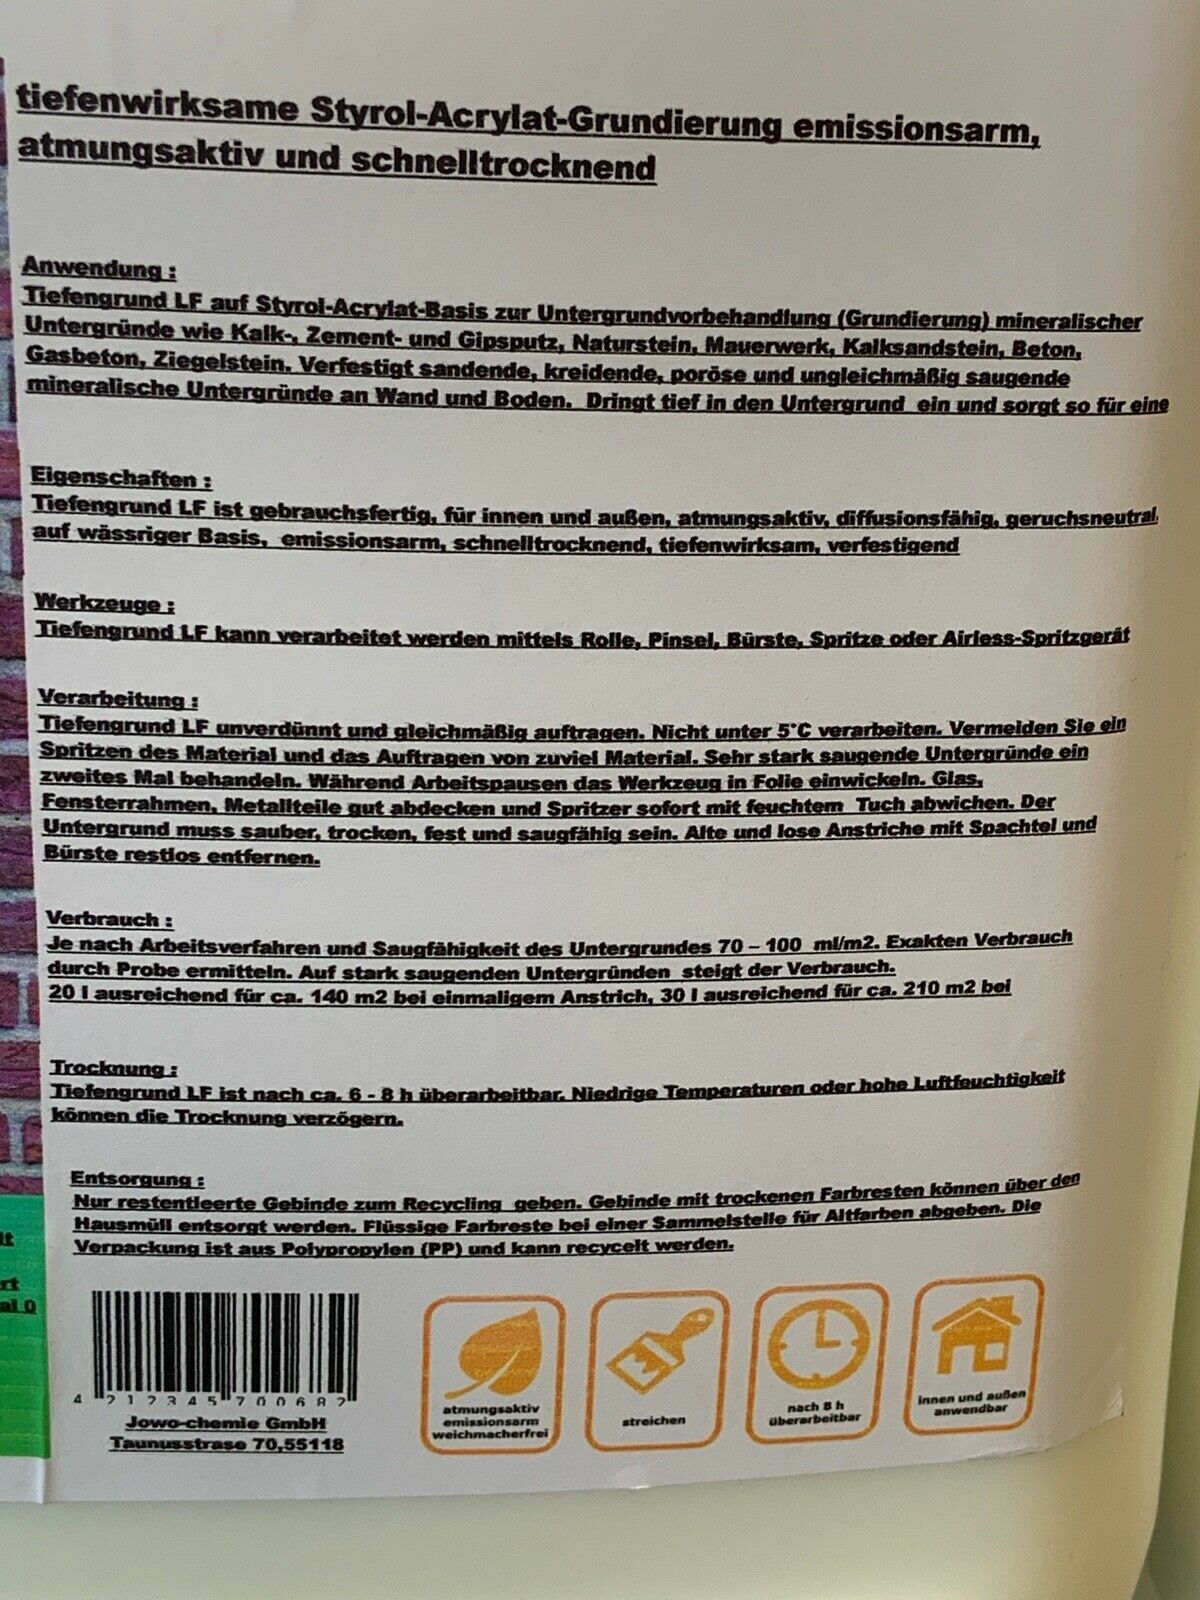 tiefenwirksame Styrol-Acrylat-Grundierung emissionsarm,
atmungsaktiv und schnelltrocknend
Anwendung :
Tiefengrund LF auf Styrol-Acrylat-Basis zur Untergrundvorbehandlung (Grundierung) mineralischer
Untergründe wie Kalk-, Zement- und Gipsputz, Naturstein, Mauerwerk, Kalksandstein, Beton,
Gasbeton, Ziegelstein. Verfestigt sandende, kreidende, poröse und ungleichmäßig saugende
mineralische Untergründe an Wand und Boden. Dringt tief in den Untergrund ein und sorgt so für eine
Eigenschaften :
Tiefengrund LF ist gebrauchsfertig, für innen und außen, atmungsaktiv, diffusionsfähig, geruchsneutral,
auf wässriger Basis, emissionsarm, schnelltrocknend, tiefenwirksam, verfestigend
Werkzeuge :
Tiefengrund LF kann verarbeitet werden mittels Rolle, Pinsel, Bürste, Spritze oder Airless-Spritzgerät
Verarbeitung :
Tiefengrund LF unverdünnt und gleichmäßig auftragen. Nicht unter 5°C verarbeiten. Vermeiden Sie ein
Spritzen des Material und das Auftragen von zuviel Material. Sehr stark saugende Untergründe ein
zweites Mal behandeln. Während Arbeitspausen das Werkzeug in Folie einwickeln. Glas,
Fensterrahmen, Metallteile gut abdecken und Spritzer sofort mit feuchtem Tuch abwichen. Der
Untergrund muss sauber, trocken, fest und saugfähig sein. Alte und lose Anstriche mit Spachtel und
Bürste restlos entfernen.
Verbrauch :
Je nach Arbeitsverfahren und Saugfähigkeit des Untergrundes 70 – 100 ml/m2. Exakten Verbrauch
durch Probe ermitteln. Auf stark saugenden Untergründen steigt der Verbrauch.
20 l ausreichend für ca. 140 m2 bei einmaligem Anstrich, 30 l ausreichend für ca. 210 m2 bei
Trocknung :
Tiefengrund LF ist nach ca. 6 - 8 h überarbeitbar. Niedrige Temperaturen oder hohe Luftfeuchtigkeit
können die Trocknung verzögern.
Entsorgung :
Nur restentleerte Gebinde zum Recycling geben. Gebinde mit trockenen Farbresten können über den
Hausmüll entsorgt werden. Flüssige Farbreste bei einer Sammelstelle für Altfarben abgeben. Die
Verpackung ist aus Polypropylen (PP) und kann recycelt werden.
4 212345 700682
Jowo-chemie GmbH
Taunusstrase 70,55118
atmungsaktiv
emissionsarm
weichmacherfrei
streichen
nach 8 h
überarbeitbar
innen und außen
anwendbar